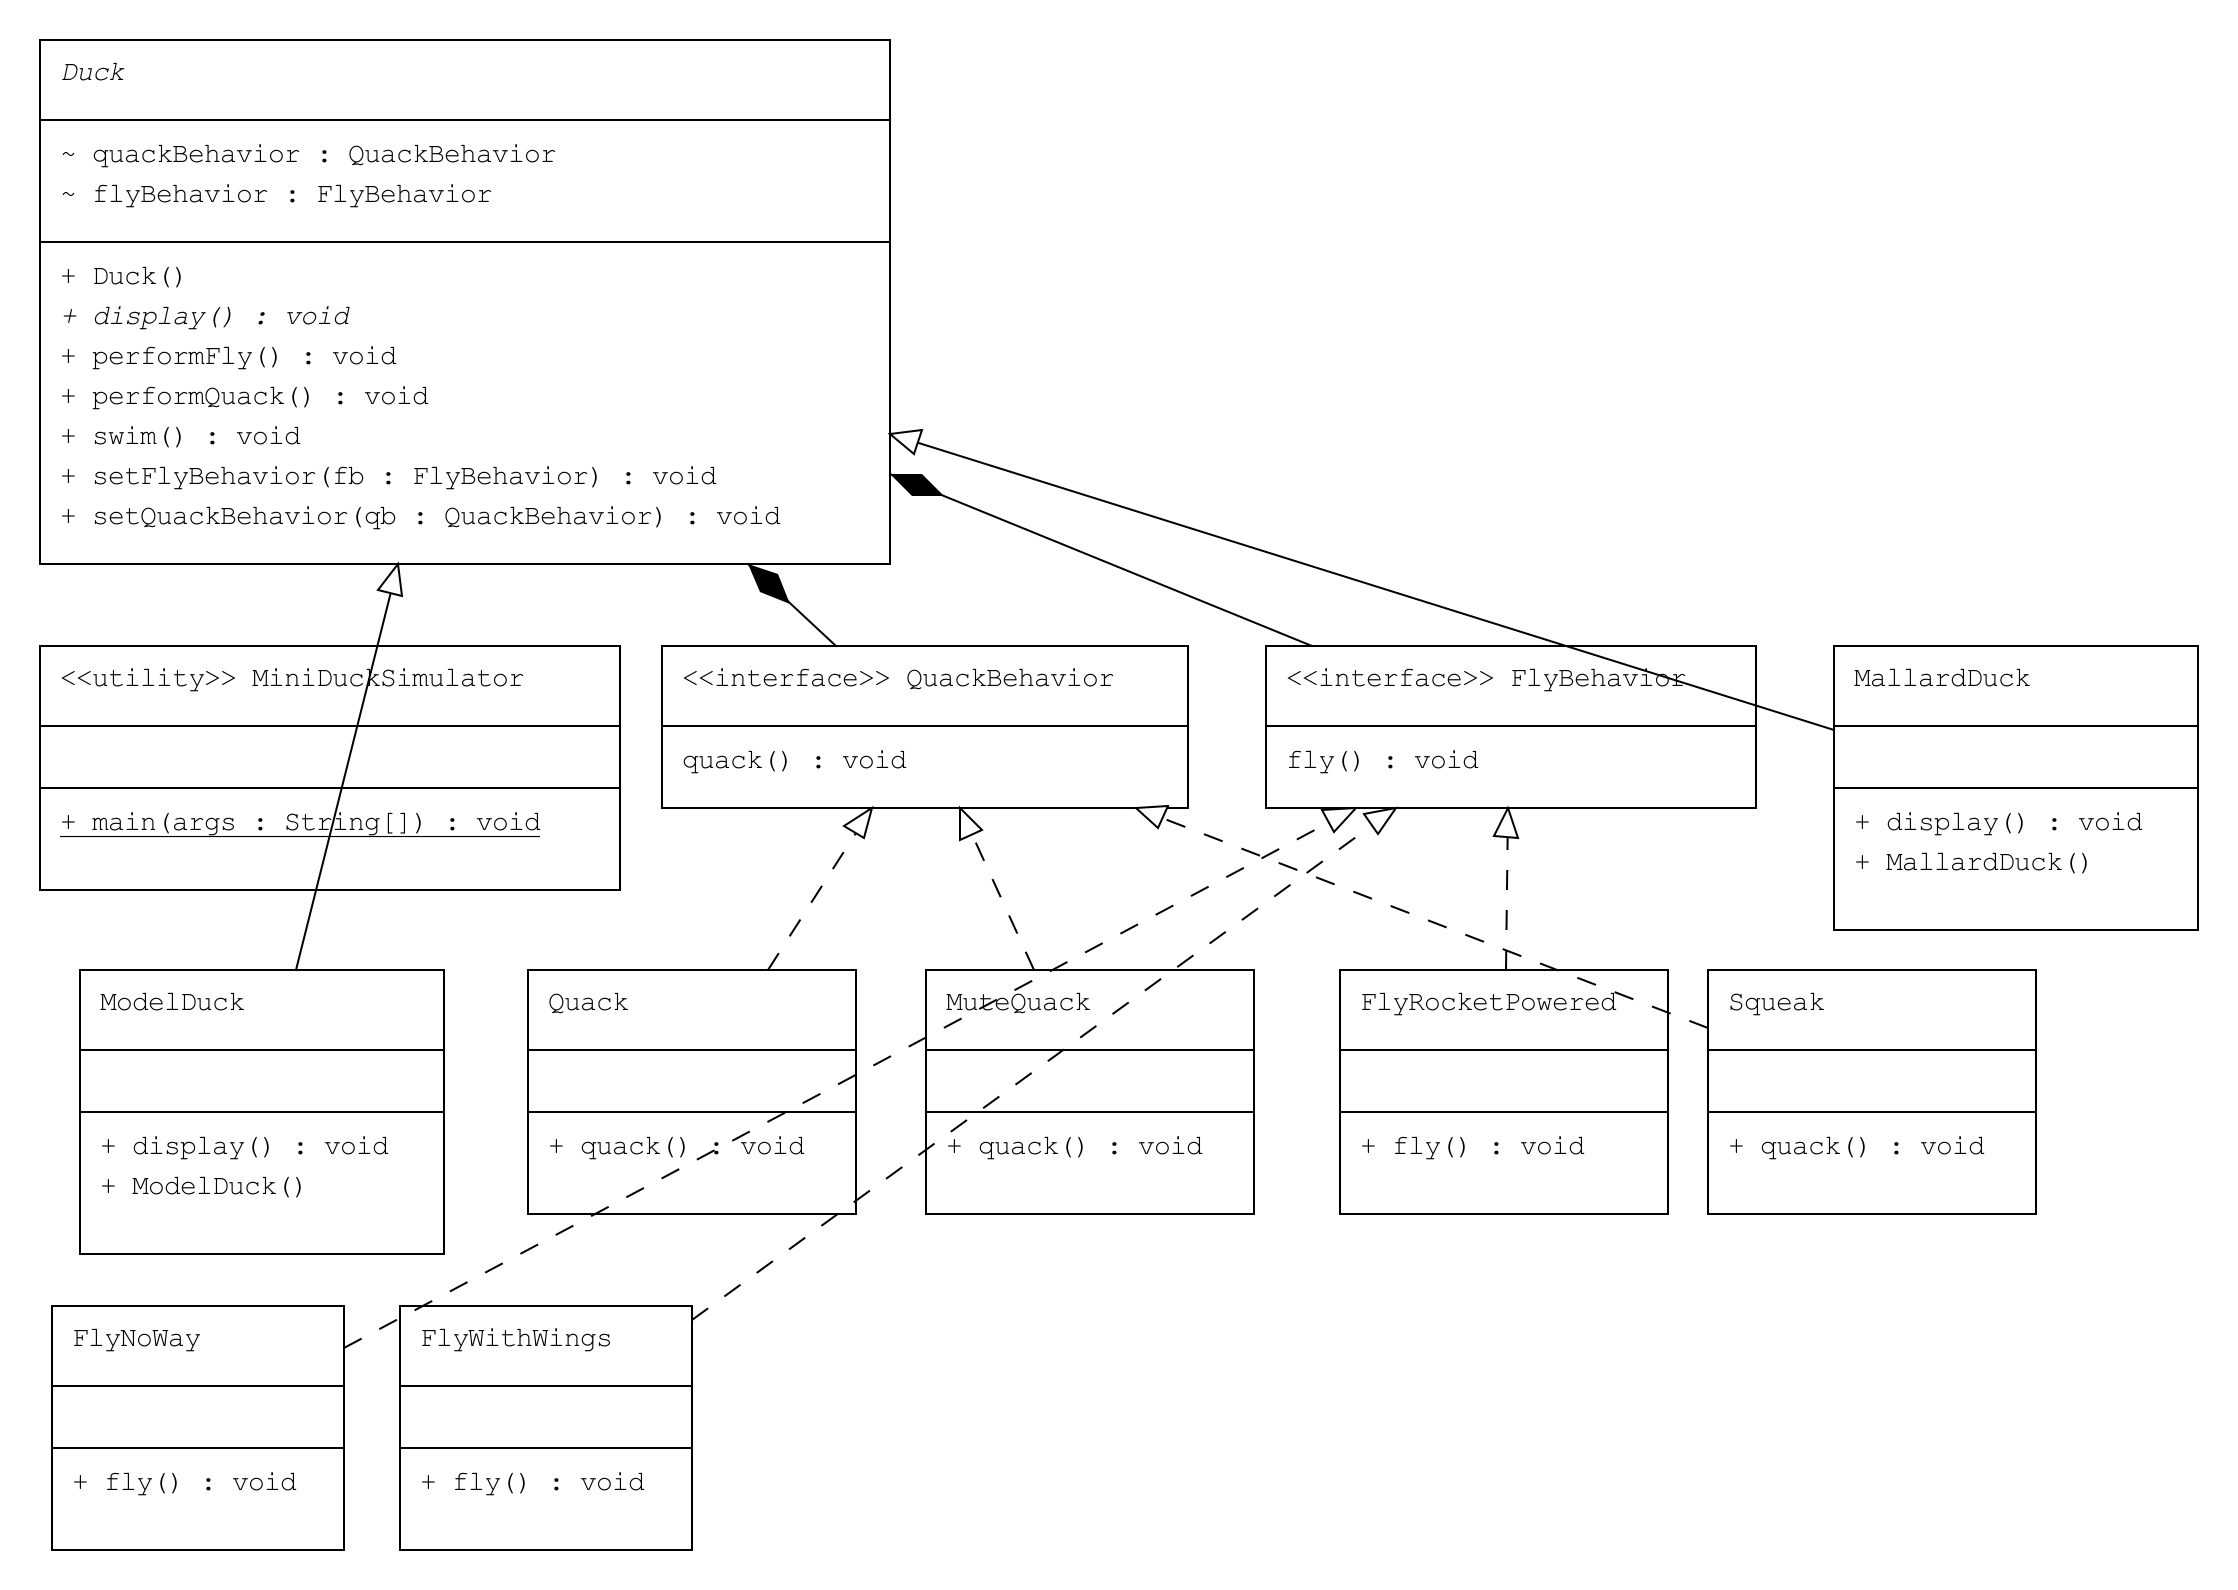 Duck
~ quackBehavior : QuackBehavior
~ flyBehavior : FlyBehavior
+ Duck()
+ display() : void
+ performFly() : void
+ performQuack() : void
+ swim() : void
+ setFlyBehavior(fb : FlyBehavior) : void
+ setQuackBehavior(qb : QuackBehavior) : void
<<utility>> MiniDuckSimulator
+ main(args : String[]) : void
<<interface>> QuackBehavior
quack() : void
<<interface>> FlyBehavior
fly() : void
MallardDuck
+ display() : void
+ MallardDuck()
ModelDuck
+ display() : void
+ ModelDuck()
Quack
+ quack() : void
MuteQuack
+ quack() : void
FlyRocketPowered
+ fly() : void
Squeak
+ quack() : void
FlyNoWay
+ fly() : void
FlyWithWings
+ fly() : void